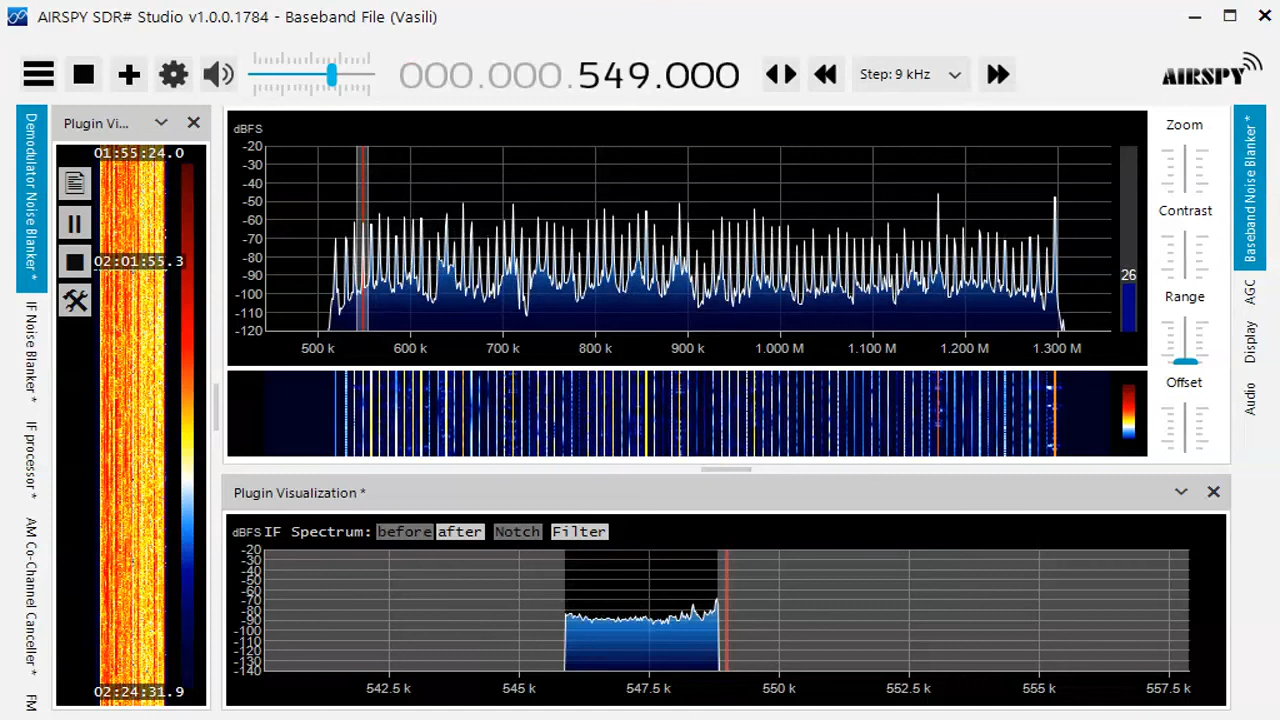 AIRSPY SDR# Studio v1.0.0.1784 - Baseband File (Vasili)
000.000.549.000
Step: 9 kHz
AIRSPY
Demodulator Noise Blanker *
IF Noise Blanker *
IF processor *
AM Co-Channel Canceller *
FM
Plugin Vi...
01:55:24.0
02:01:55.3
02:24:31.9
dBFS
-20
-30
-40
-50
-60
-70
-80
-90
-100
-110
-120
500 k 600 k 700 k 800 k 900 k 1.000 M 1.100 M 1.200 M 1.300 M
26
Zoom
Contrast
Range
Offset
Baseband Noise Blanker *
AGC
Display
Audio
Plugin Visualization *
dBFS IF Spectrum: before after Notch Filter
-20
-30
-40
-50
-60
-70
-80
-90
-100
-110
-120
-130
-140
542.5 k 545 k 547.5 k 550 k 552.5 k 555 k 557.5 k